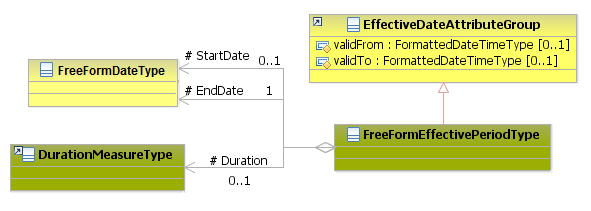 EffectiveDateAttributeGroup
validFrom : FormattedDateTimeType [0..1]
validTo : FormattedDateTimeType [0..1]
# StartDate
0..1
FreeFormDateType
# EndDate 1
FreeFormEffectivePeriodType
DurationMeasureType
# Duration
0..1